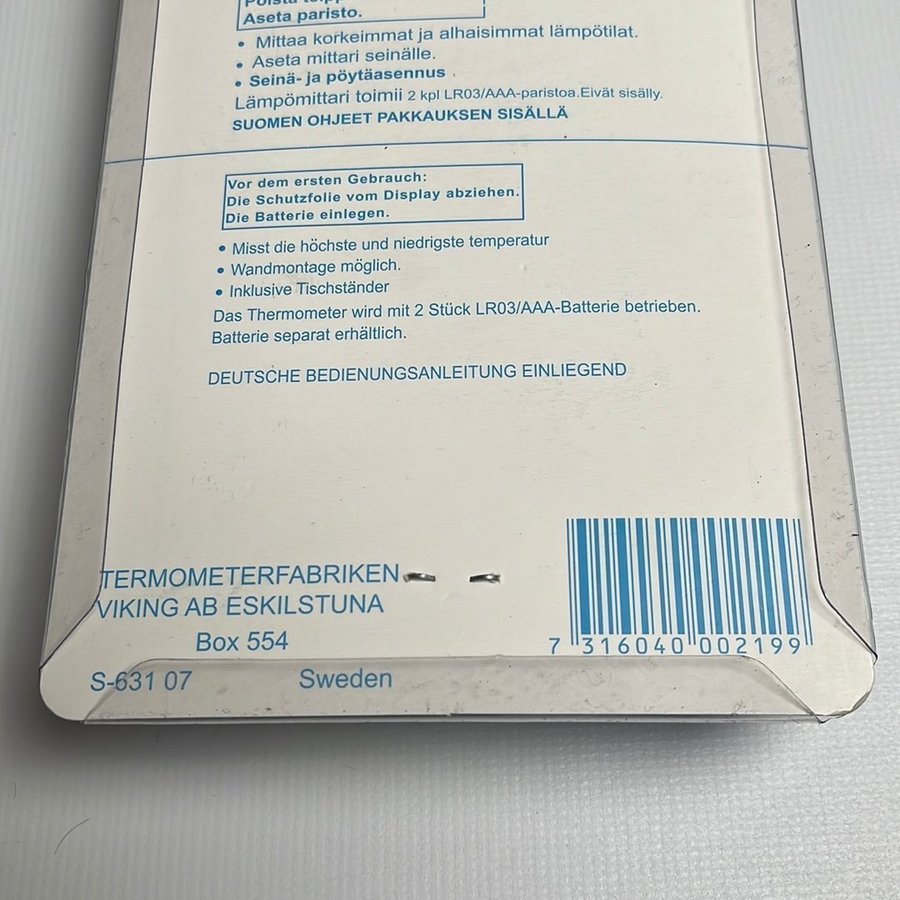 Poista
Aseta paristo.
• Mittaa korkeimmat ja alhaisimmat lämpötilat.
• Aseta mittari seinälle.
• Seinä- ja pöytäasennus
Lämpömittari toimii 2 kpl LR03/AAA-paristoa.Eivät sisälly.
SUOMEN OHJEET PAKKAUKSEN SISÄLLÄ
Vor dem ersten Gebrauch:
Die Schutzfolie vom Display abziehen.
Die Batterie einlegen.
• Misst die höchste und niedrigste temperatur
• Wandmontage möglich.
• Inklusive Tischständer
Das Thermometer wird mit 2 Stück LR03/AAA-Batterie betrieben.
Batterie separat erhältlich.
DEUTSCHE BEDIENUNGSANLEITUNG EINLIEGEND
TERMOMETERFABRIKEN
VIKING AB ESKILSTUNA
Box 554
S-631 07 Sweden
7 316040 002199